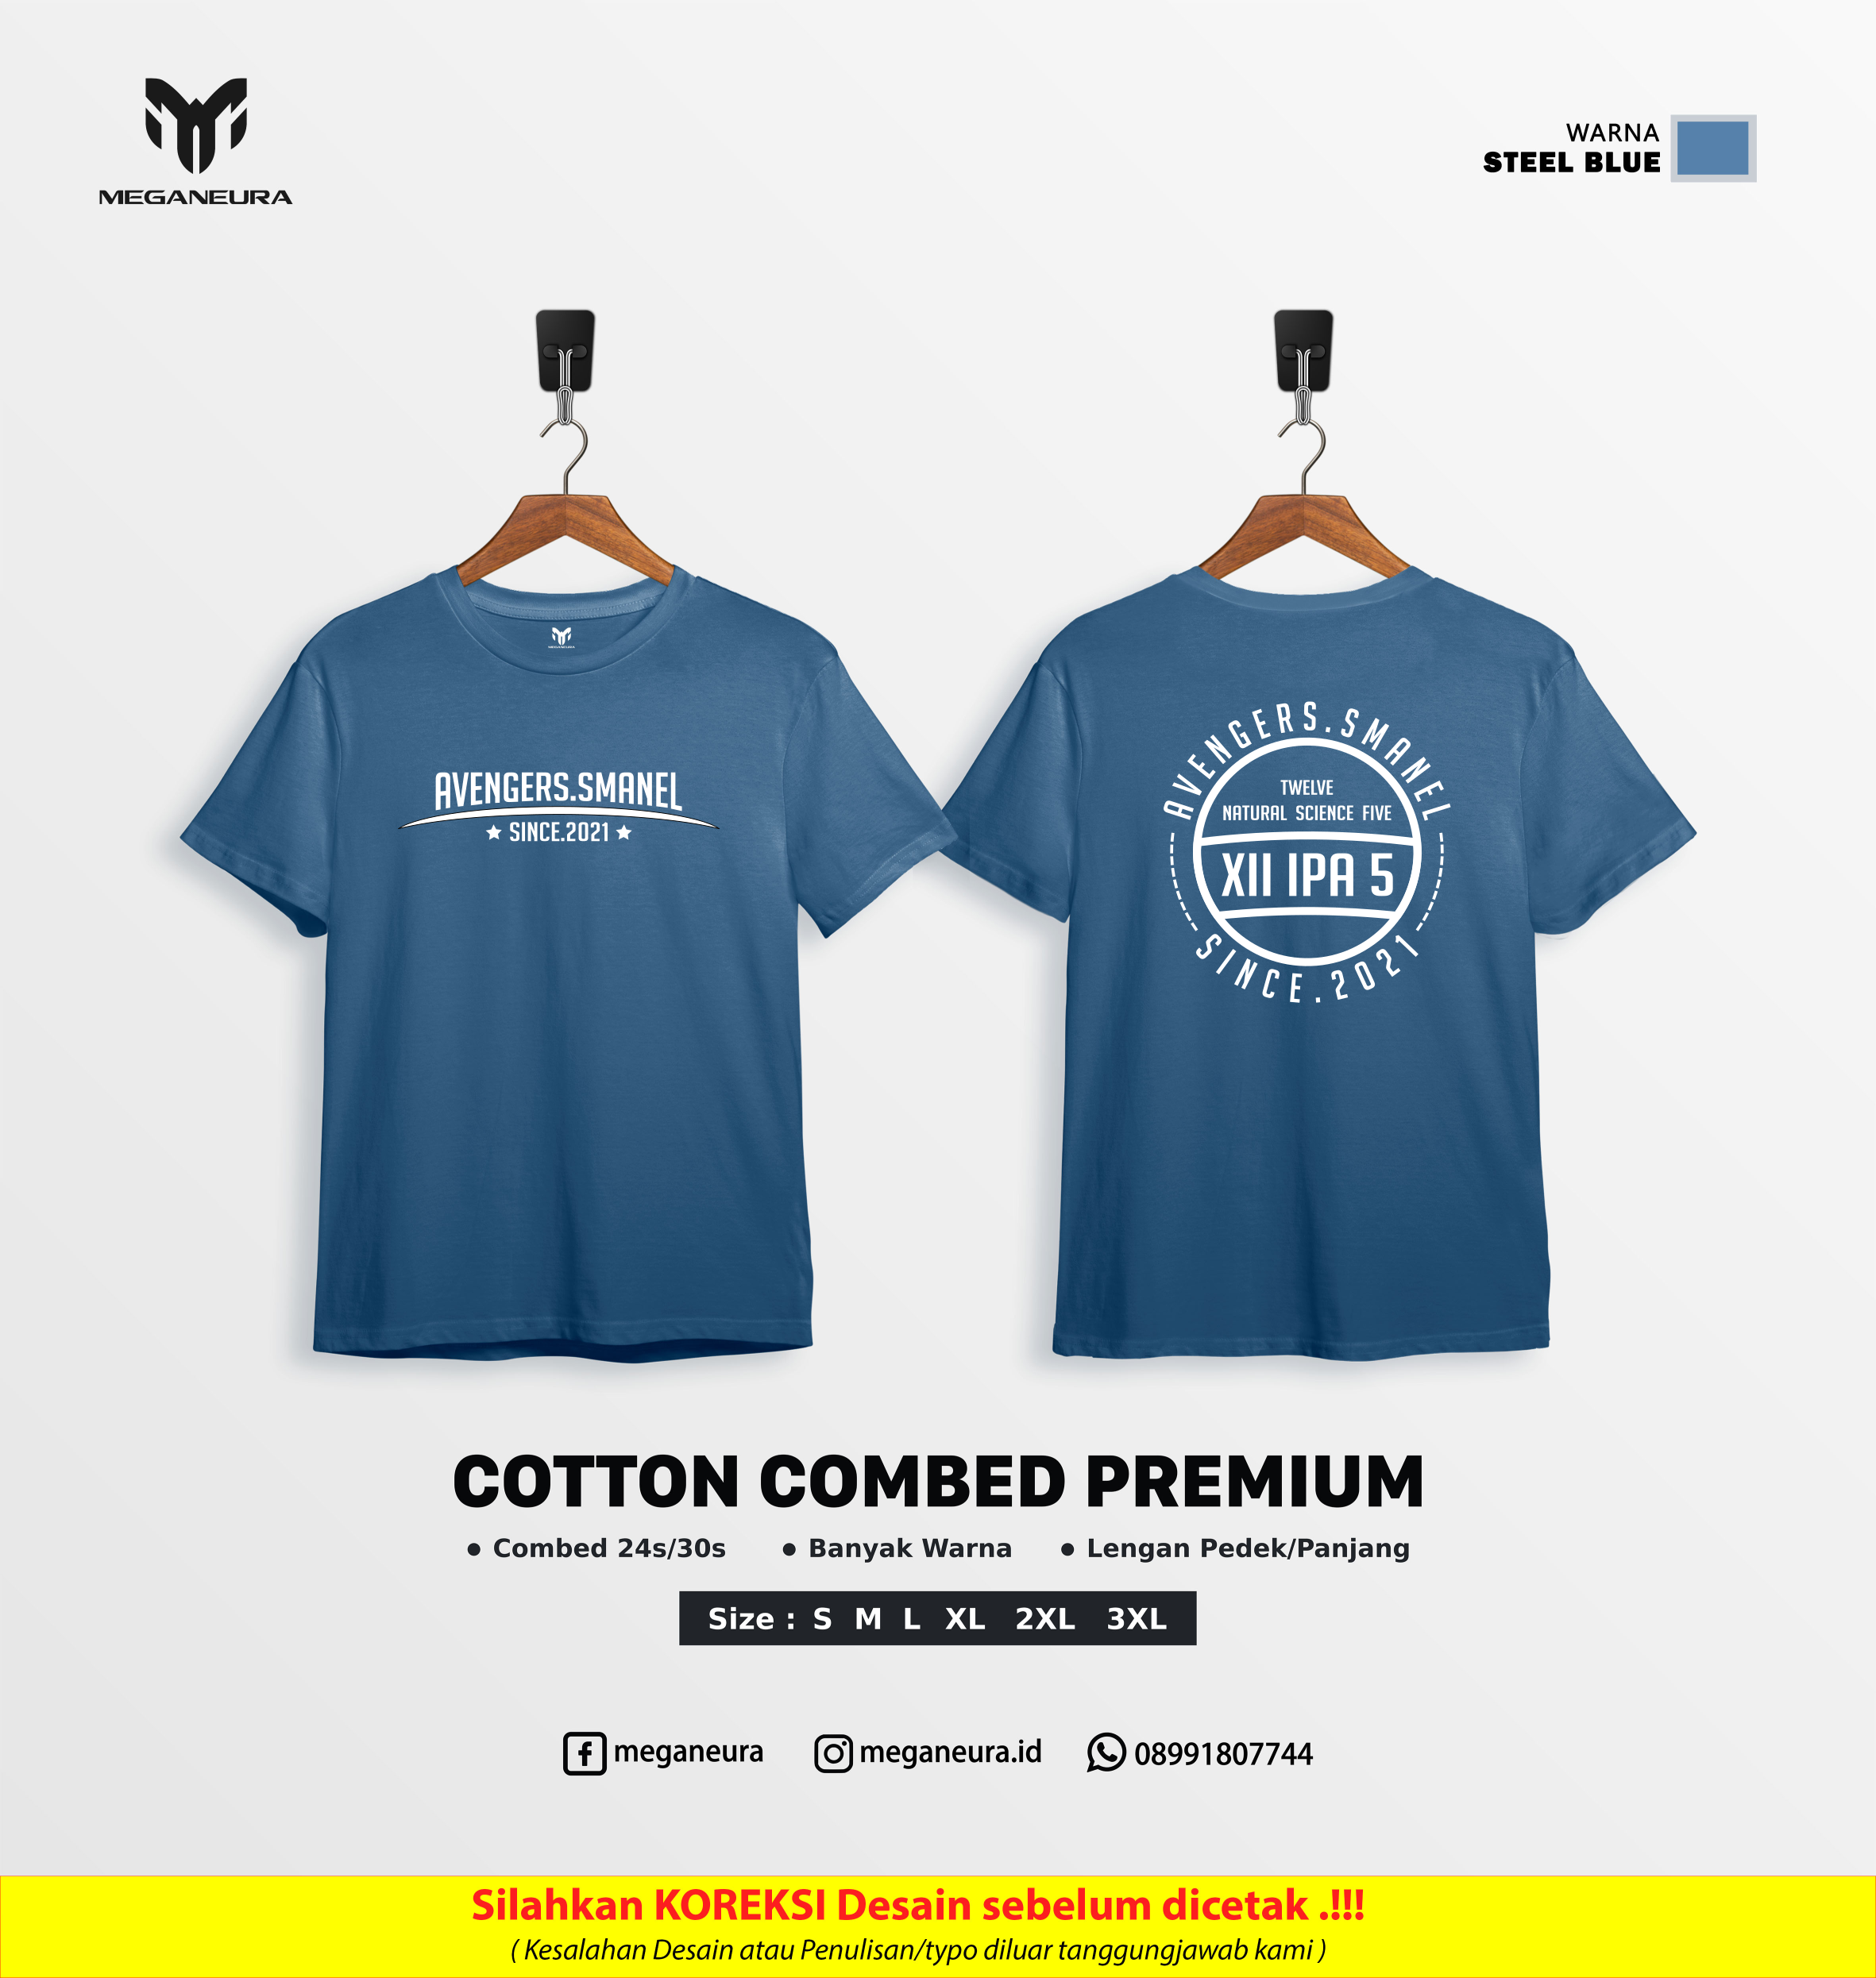 MEGANEURA
WARNA
STEEL BLUE
MEGANEURA
AVENGERS.SMANEL
SINCE.2021
AVENGERS.SMANEL
TWELVE
NATURAL SCIENCE FIVE
XII IPA 5
SINCE.2021
COTTON COMBED PREMIUM
• Combed 24s/30s • Banyak Warna • Lengan Pedek/Panjang
Size : S M L XL 2XL 3XL
meganeura meganeura.id 08991807744
Silahkan KOREKSI Desain sebelum dicetak .!!!
( Kesalahan Desain atau Penulisan/typo diluar tanggungjawab kami )